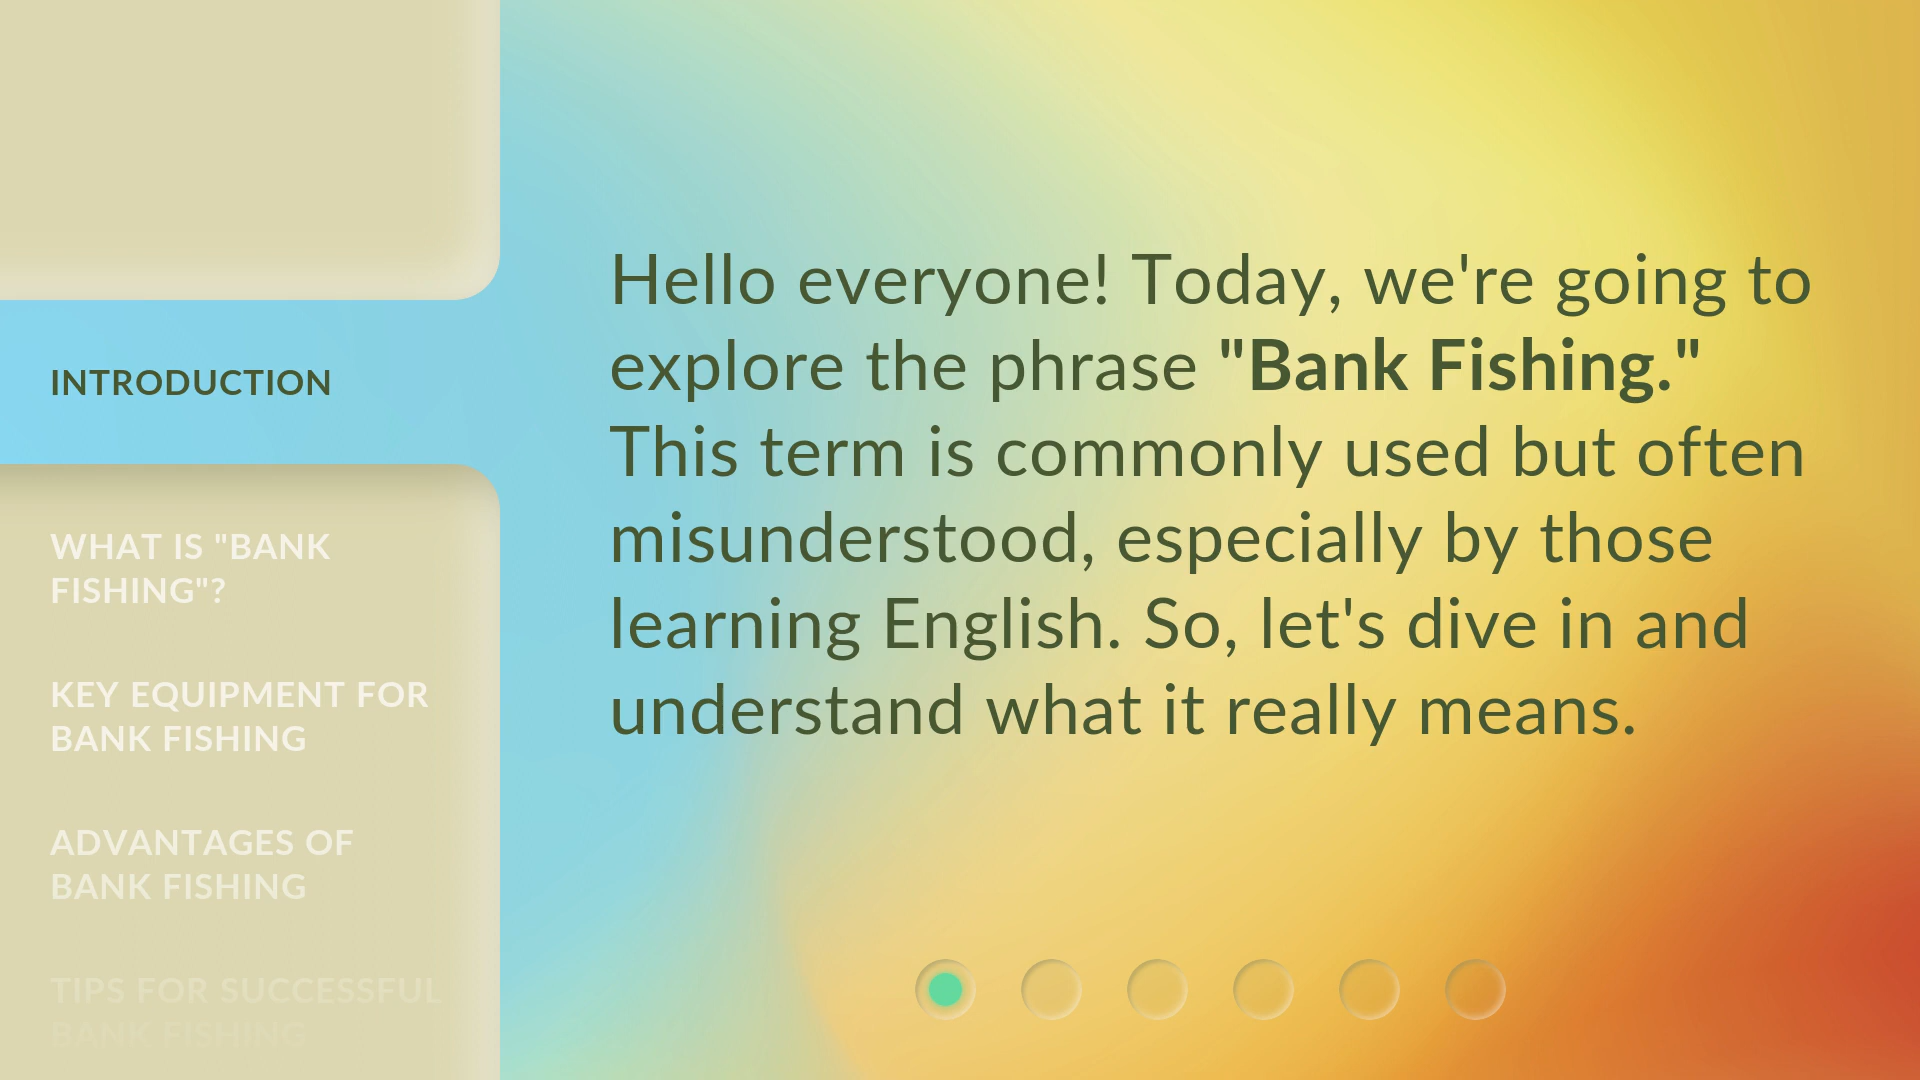 INTRODUCTION
WHAT IS "BANK
FISHING"?
KEY EQUIPMENT FOR
BANK FISHING
ADVANTAGES OF
BANK FISHING
TIPS FOR SUCCESSFUL
BANK FISHING
Hello everyone! Today, we're going to
explore the phrase "Bank Fishing."
This term is commonly used but often
misunderstood, especially by those
learning English. So, let's dive in and
understand what it really means.